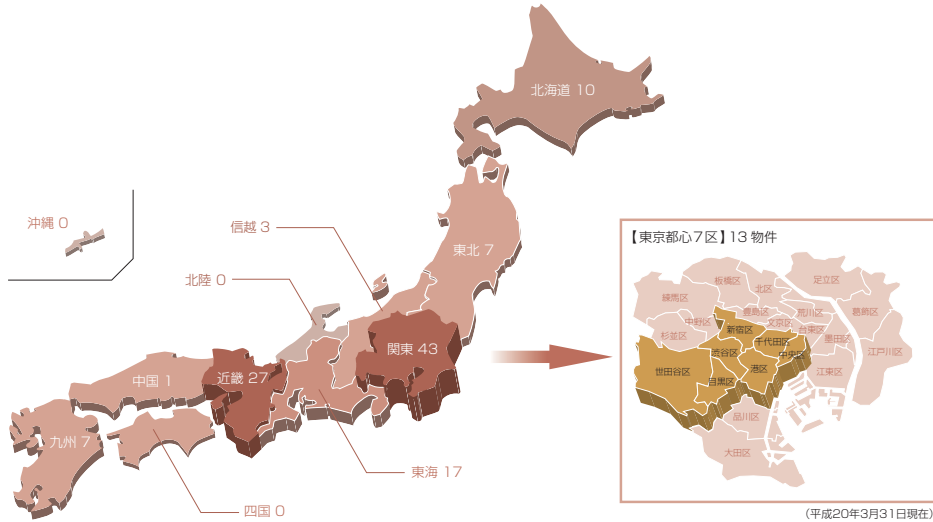 北海道 10
沖縄 0
信越 3
東北 7
北陸 0
関東 43
近畿 27
中国 1
九州 7
東海 17
四国 0
【東京都心7区】13 物件
足立区
板橋区
北区
練馬区
葛飾区
豊島区
荒川区
中野区
文京区
台東区
新宿区
杉並区
墨田区
千代田区
渋谷区
中央区
江戸川区
世田谷区
港区
江東区
目黒区
品川区
大田区
(平成20年3月31日現在)